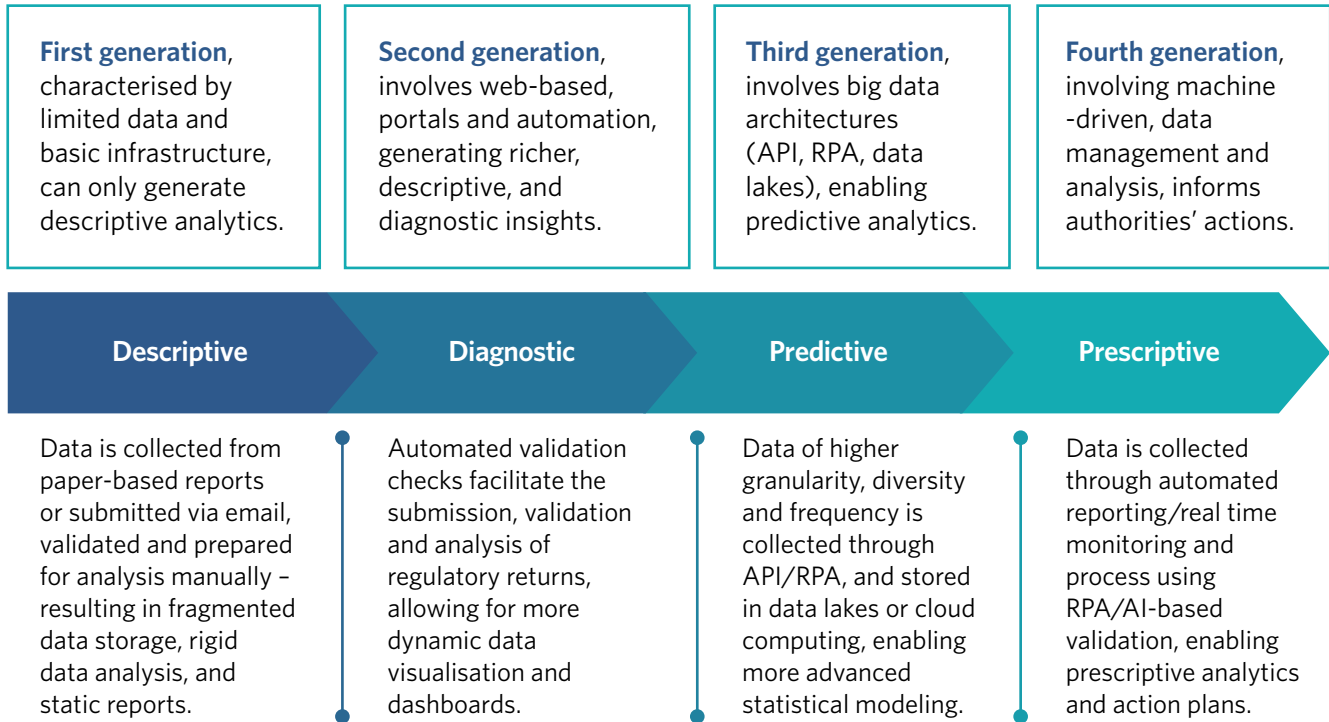 First generation,
characterised by
limited data and
basic infrastructure,
can only generate
descriptive analytics.
Second generation,
involves web-based,
portals and automation,
generating richer,
descriptive, and
diagnostic insights.
Third generation,
involves big data
architectures
(API, RPA, data
lakes), enabling
predictive analytics.
Fourth generation,
involving machine
-driven, data
management and
analysis, informs
authorities’ actions.
Descriptive
Diagnostic
Predictive
Prescriptive
Data is collected from
paper-based reports
or submitted via email,
validated and prepared
for analysis manually –
resulting in fragmented
data storage, rigid
data analysis, and
static reports.
Automated validation
checks facilitate the
submission, validation
and analysis of
regulatory returns,
allowing for more
dynamic data
visualisation and
dashboards.
Data of higher
granularity, diversity
and frequency is
collected through
API/RPA, and stored
in data lakes or cloud
computing, enabling
more advanced
statistical modeling.
Data is collected
through automated
reporting/real time
monitoring and
process using
RPA/AI-based
validation, enabling
prescriptive analytics
and action plans.